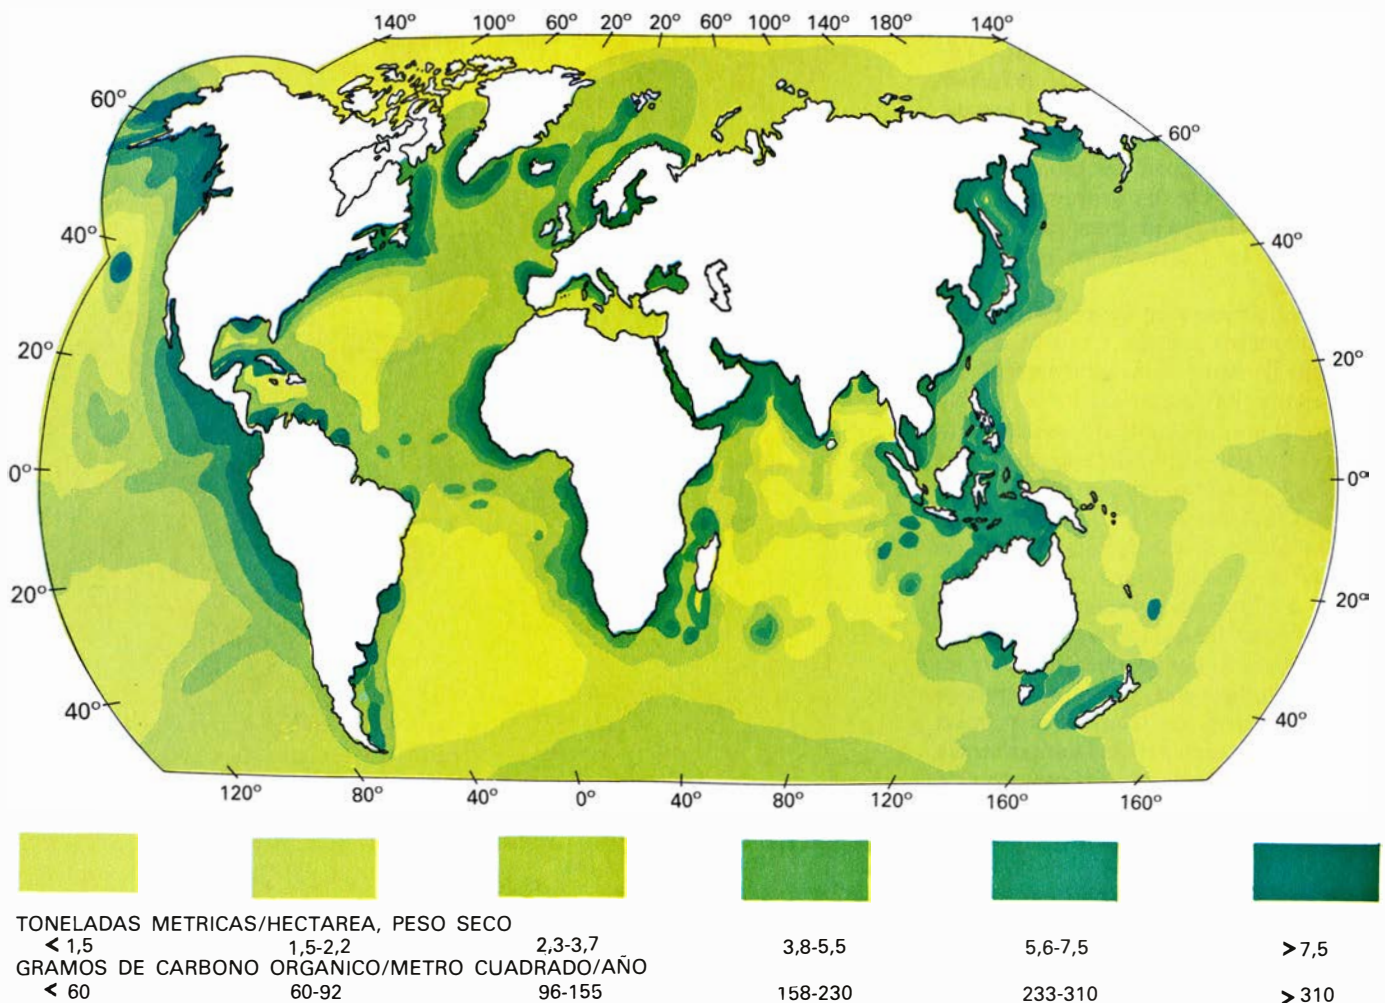 140° 100° 60° 20° 20° 60° 100° 140° 180° 140°
60° 60°
40° 40°
20° 20°
0° 0°
20° 20°
40° 40°
120° 80° 40° 0° 40° 80° 120° 160° 160°
TONELADAS METRICAS/HECTAREA, PESO SECO
< 1,5 1,5-2,2 2,3-3,7 3,8-5,5 5,6-7,5 > 7,5
GRAMOS DE CARBONO ORGANICO/METRO CUADRADO/AÑO
< 60 60-92 96-155 158-230 233-310 > 310